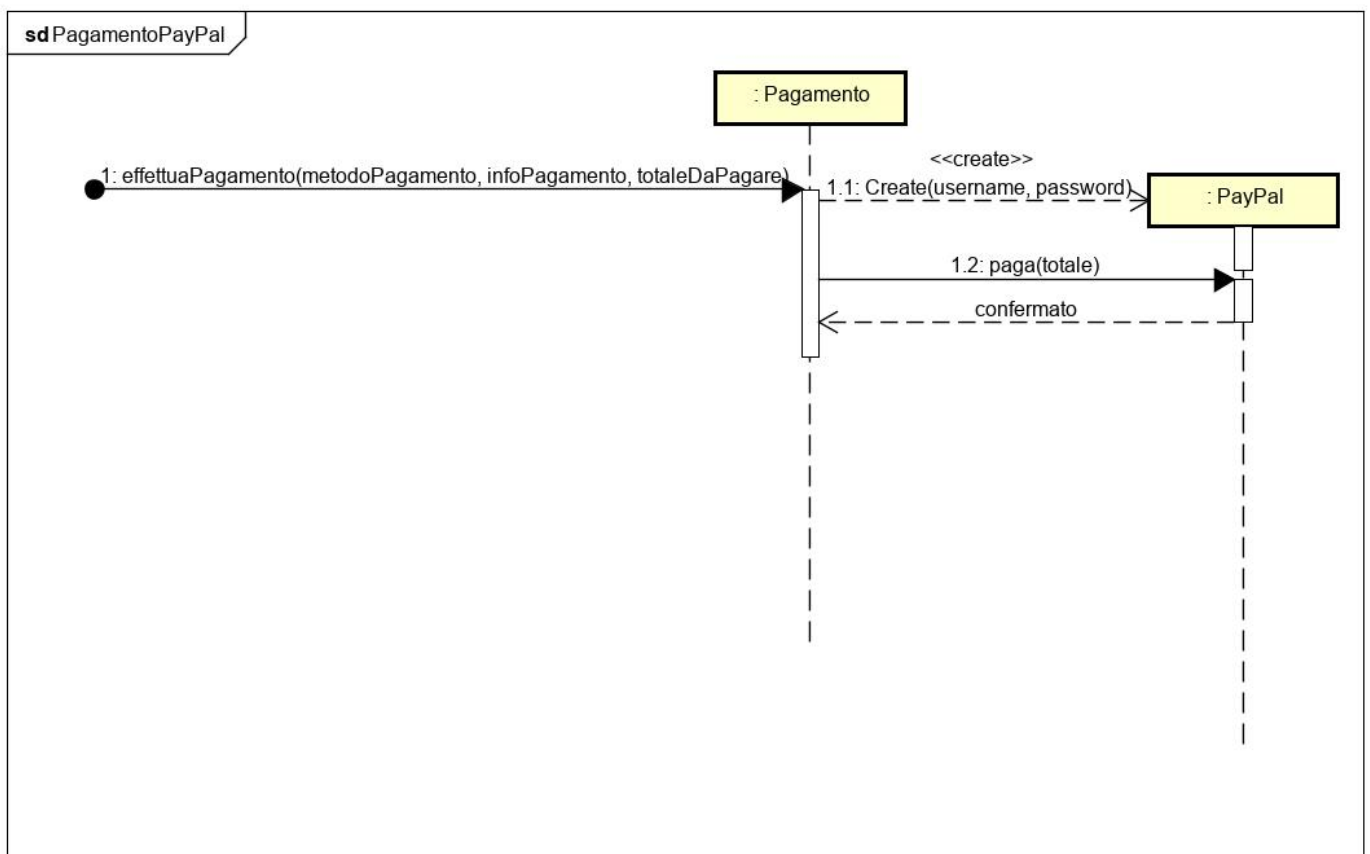 sd PagamentoPayPal
: Pagamento
<<create>>
1: effettuaPagamento(metodoPagamento, infoPagamento, totaleDaPagare)
1.1: Create(username, password)
: PayPal
1.2: paga(totale)
confermato